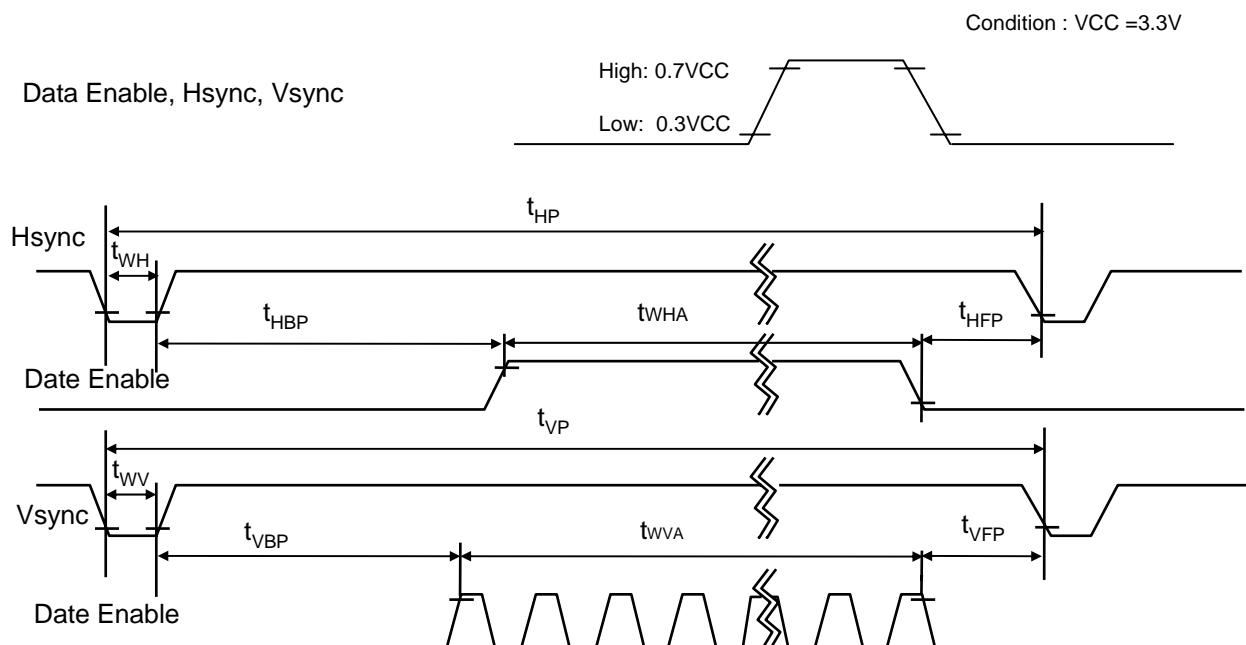 Condition : VCC =3.3V
High: 0.7VCC
Data Enable, Hsync, Vsync
Low: 0.3VCC
tHP
Hsync
tWH
tHBP
tWHA
tHFP
Date Enable
tVP
tWV
Vsync
tVBP
tWVA
tVFP
Date Enable